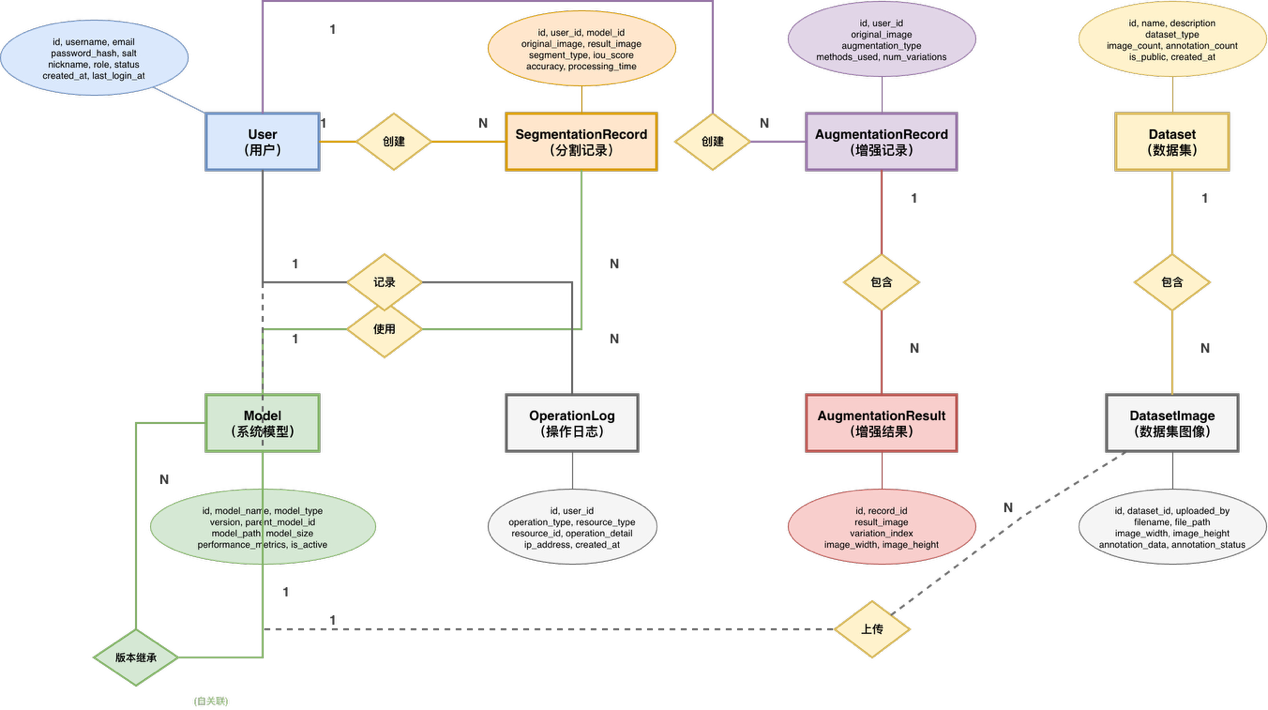 1
id, username, email
password_hash, salt
nickname, role, status
created_at, last_login_at
id, user_id, model_id
original_image, result_image
segment_type, iou_score
accuracy, processing_time
id, user_id
original_image
augmentation_type
methods_used, num_variations
id, name, description
dataset_type
image_count, annotation_count
is_public, created_at
User
（用户）
1
创建
N
SegmentationRecord
（分割记录）
创建
N
AugmentationRecord
（增强记录）
Dataset
（数据集）
1
1
1
记录
N
包含
包含
1
使用
N
N
N
Model
（系统模型）
OperationLog
（操作日志）
AugmentationResult
（增强结果）
DatasetImage
（数据集图像）
N
id, model_name, model_type
version, parent_model_id
model_path, model_size
performance_metrics, is_active
id, user_id
operation_type, resource_type
resource_id, operation_detail
ip_address, created_at
id, record_id
result_image
variation_index
image_width, image_height
N
id, dataset_id, uploaded_by
filename, file_path
image_width, image_height
annotation_data, annotation_status
1
1
上传
版本继承
(自关联)